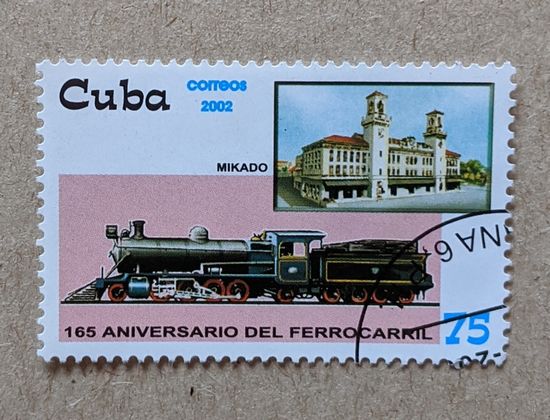 Cuba
correos
2002
MIKADO
165 ANIVERSARIO DEL FERROCARRIL
75